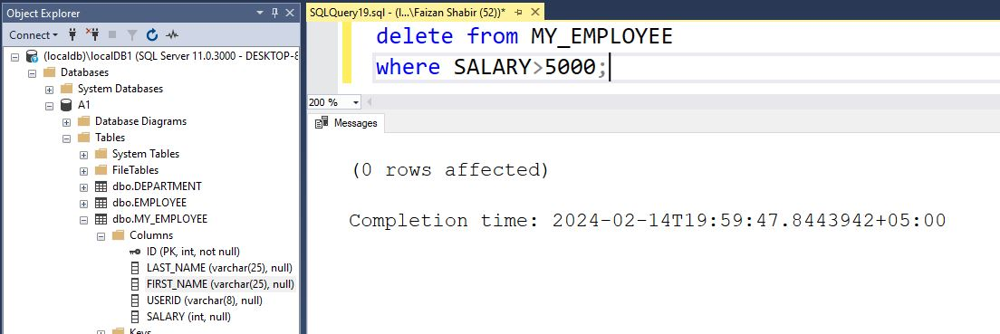 Object Explorer
Connect
(localdb)\localDB1 (SQL Server 11.0.3000 - DESKTOP-8
Databases
System Databases
A1
Database Diagrams
Tables
System Tables
FileTables
dbo.DEPARTMENT
dbo.EMPLOYEE
dbo.MY_EMPLOYEE
Columns
ID (PK, int, not null)
LAST_NAME (varchar(25), null)
FIRST_NAME (varchar(25), null)
USERID (varchar(8), null)
SALARY (int, null)
Keys
SQLQuery19.sql - (l...\Faizan Shabir (52))*
delete from MY_EMPLOYEE
where SALARY>5000;
200 %
Messages
(0 rows affected)
Completion time: 2024-02-14T19:59:47.8443942+05:00